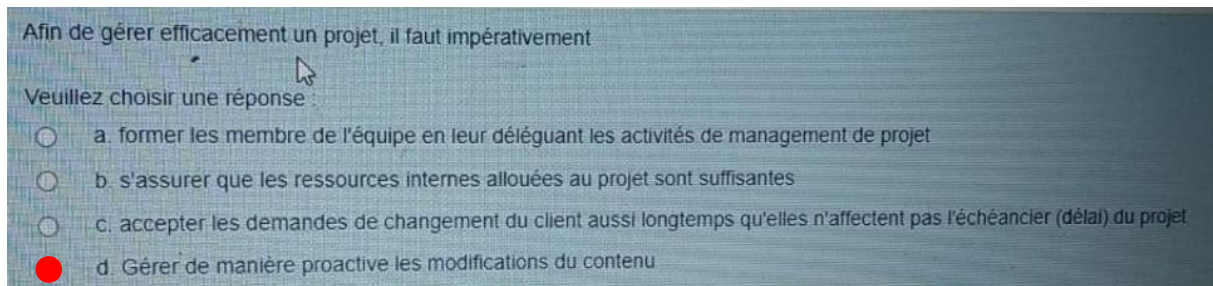 Afin de gérer efficacement un projet, il faut impérativement
Veuillez choisir une réponse :
a. former les membre de l'équipe en leur déléguant les activités de management de projet
b. s'assurer que les ressources internes allouées au projet sont suffisantes
c. accepter les demandes de changement du client aussi longtemps qu'elles n'affectent pas l'échéancier (délai) du projet
d. Gérer de manière proactive les modifications du contenu